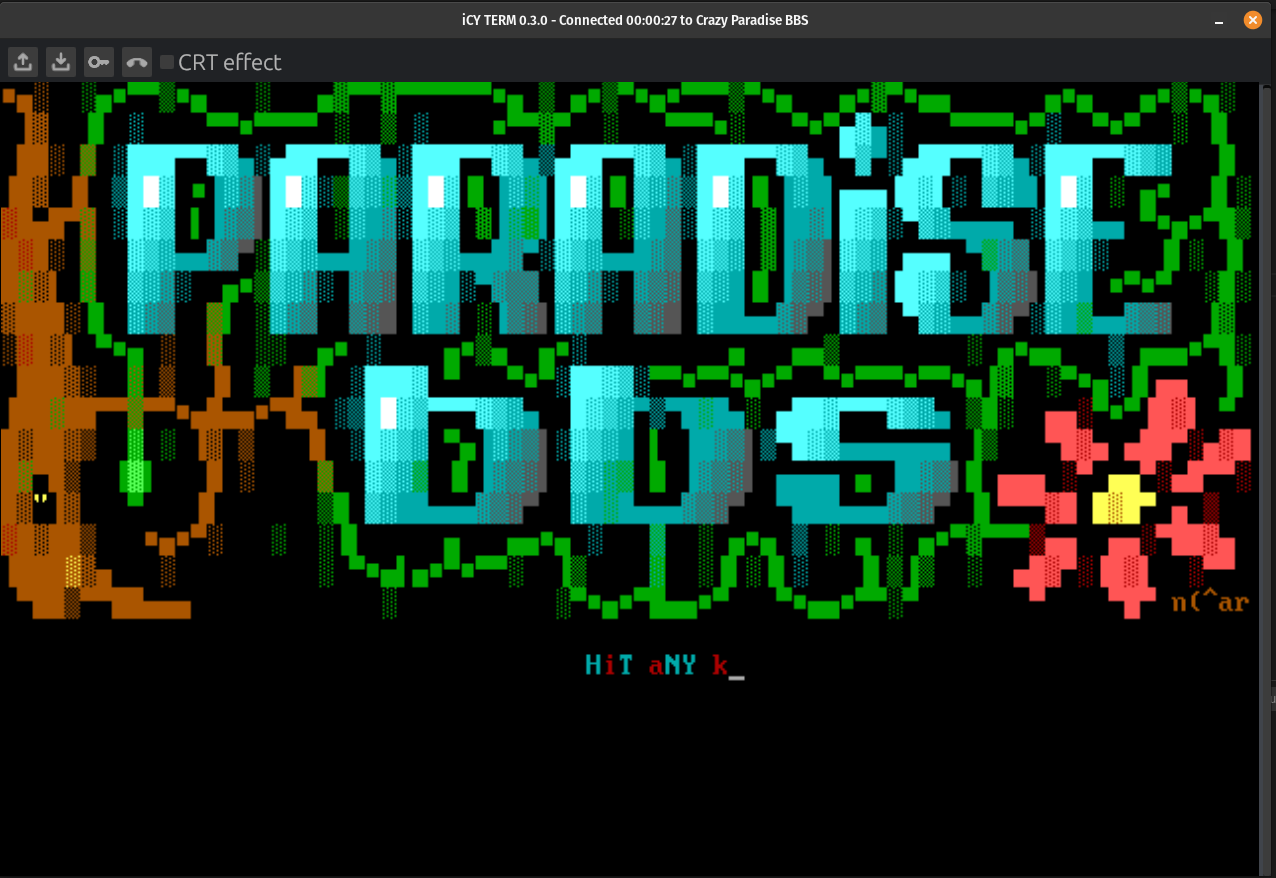 iCY TERM 0.3.0 - Connected 00:00:27 to Crazy Paradise BBS
CRT effect
PARADiSE
bbs
n(^ar
HiT aNY k_